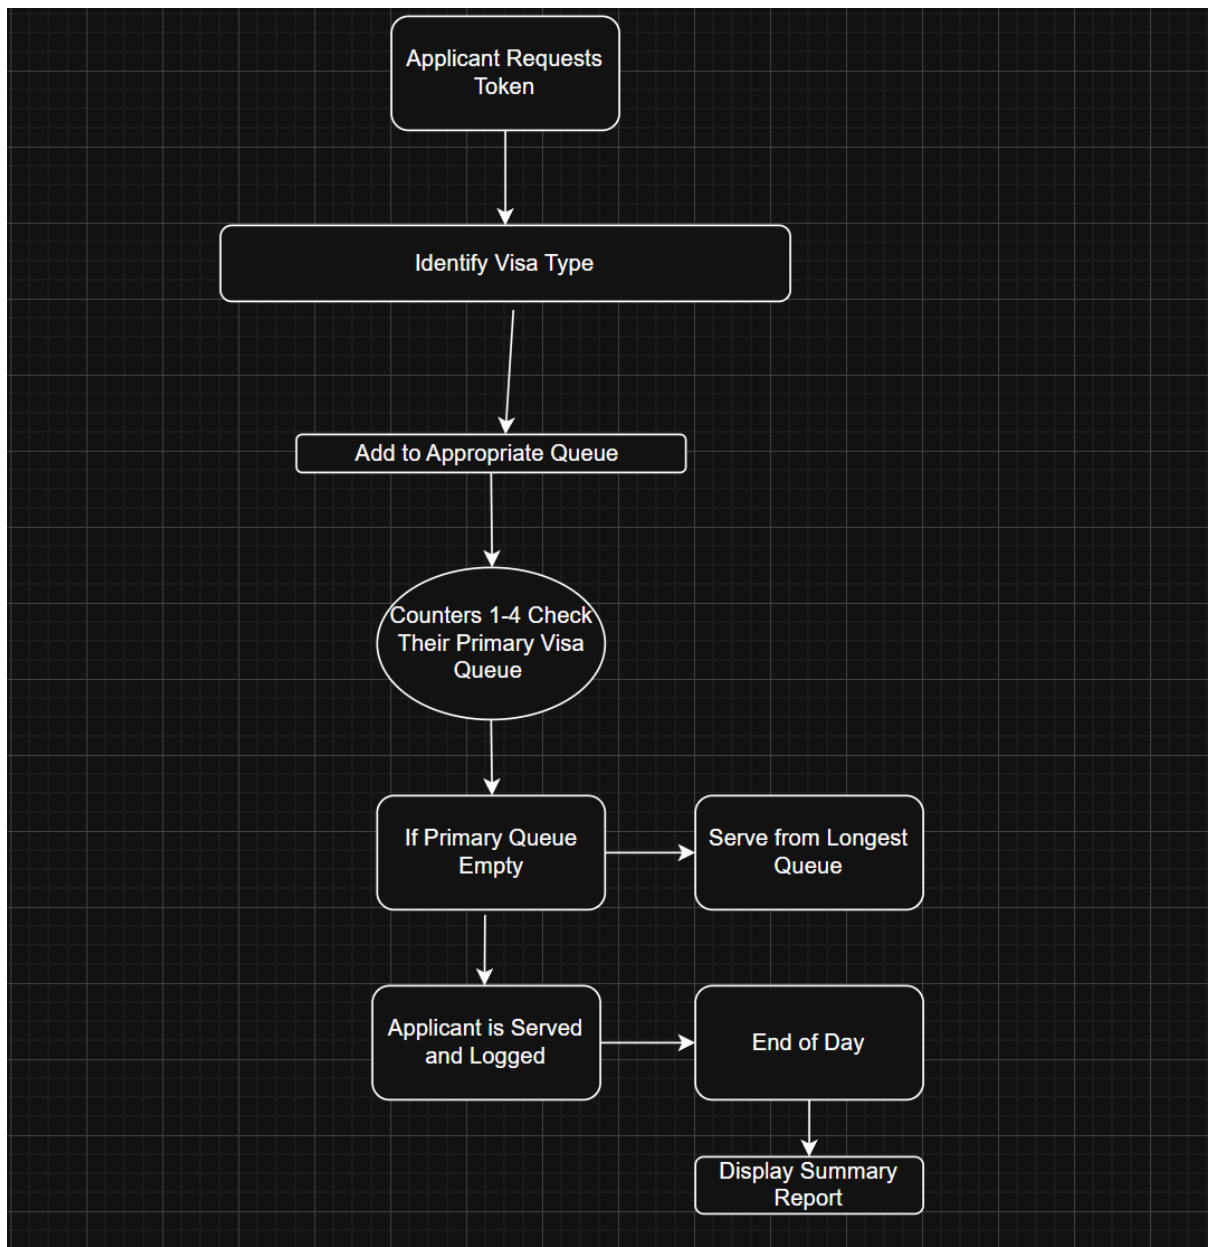 Applicant Requests
Token
Identify Visa Type
Add to Appropriate Queue
Counters 1-4 Check
Their Primary Visa
Queue
If Primary Queue
Empty
Serve from Longest
Queue
Applicant is Served
and Logged
End of Day
Display Summary
Report